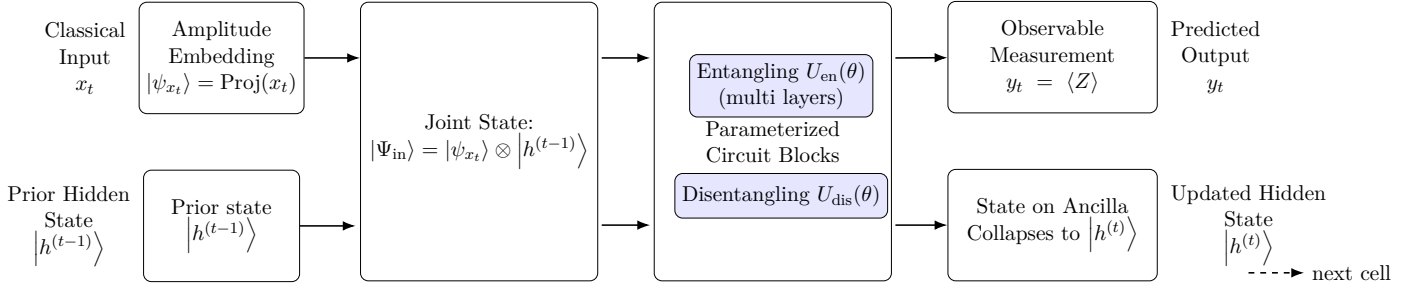 Classical
Input
x_t
Amplitude
Embedding
|ψ_{x_t}⟩ = Proj(x_t)
Joint State:
|Ψ_in⟩ = |ψ_{x_t}⟩ ⊗ |h^{(t−1)}⟩
Entangling U_en(θ)
(multi layers)
Parameterized
Circuit Blocks
Disentangling U_dis(θ)
Observable
Measurement
y_t = ⟨Z⟩
Predicted
Output
y_t
Prior Hidden
State
|h^{(t−1)}⟩
Prior state
|h^{(t−1)}⟩
State on Ancilla
Collapses to |h^{(t)}⟩
Updated Hidden
State
|h^{(t)}⟩
next cell